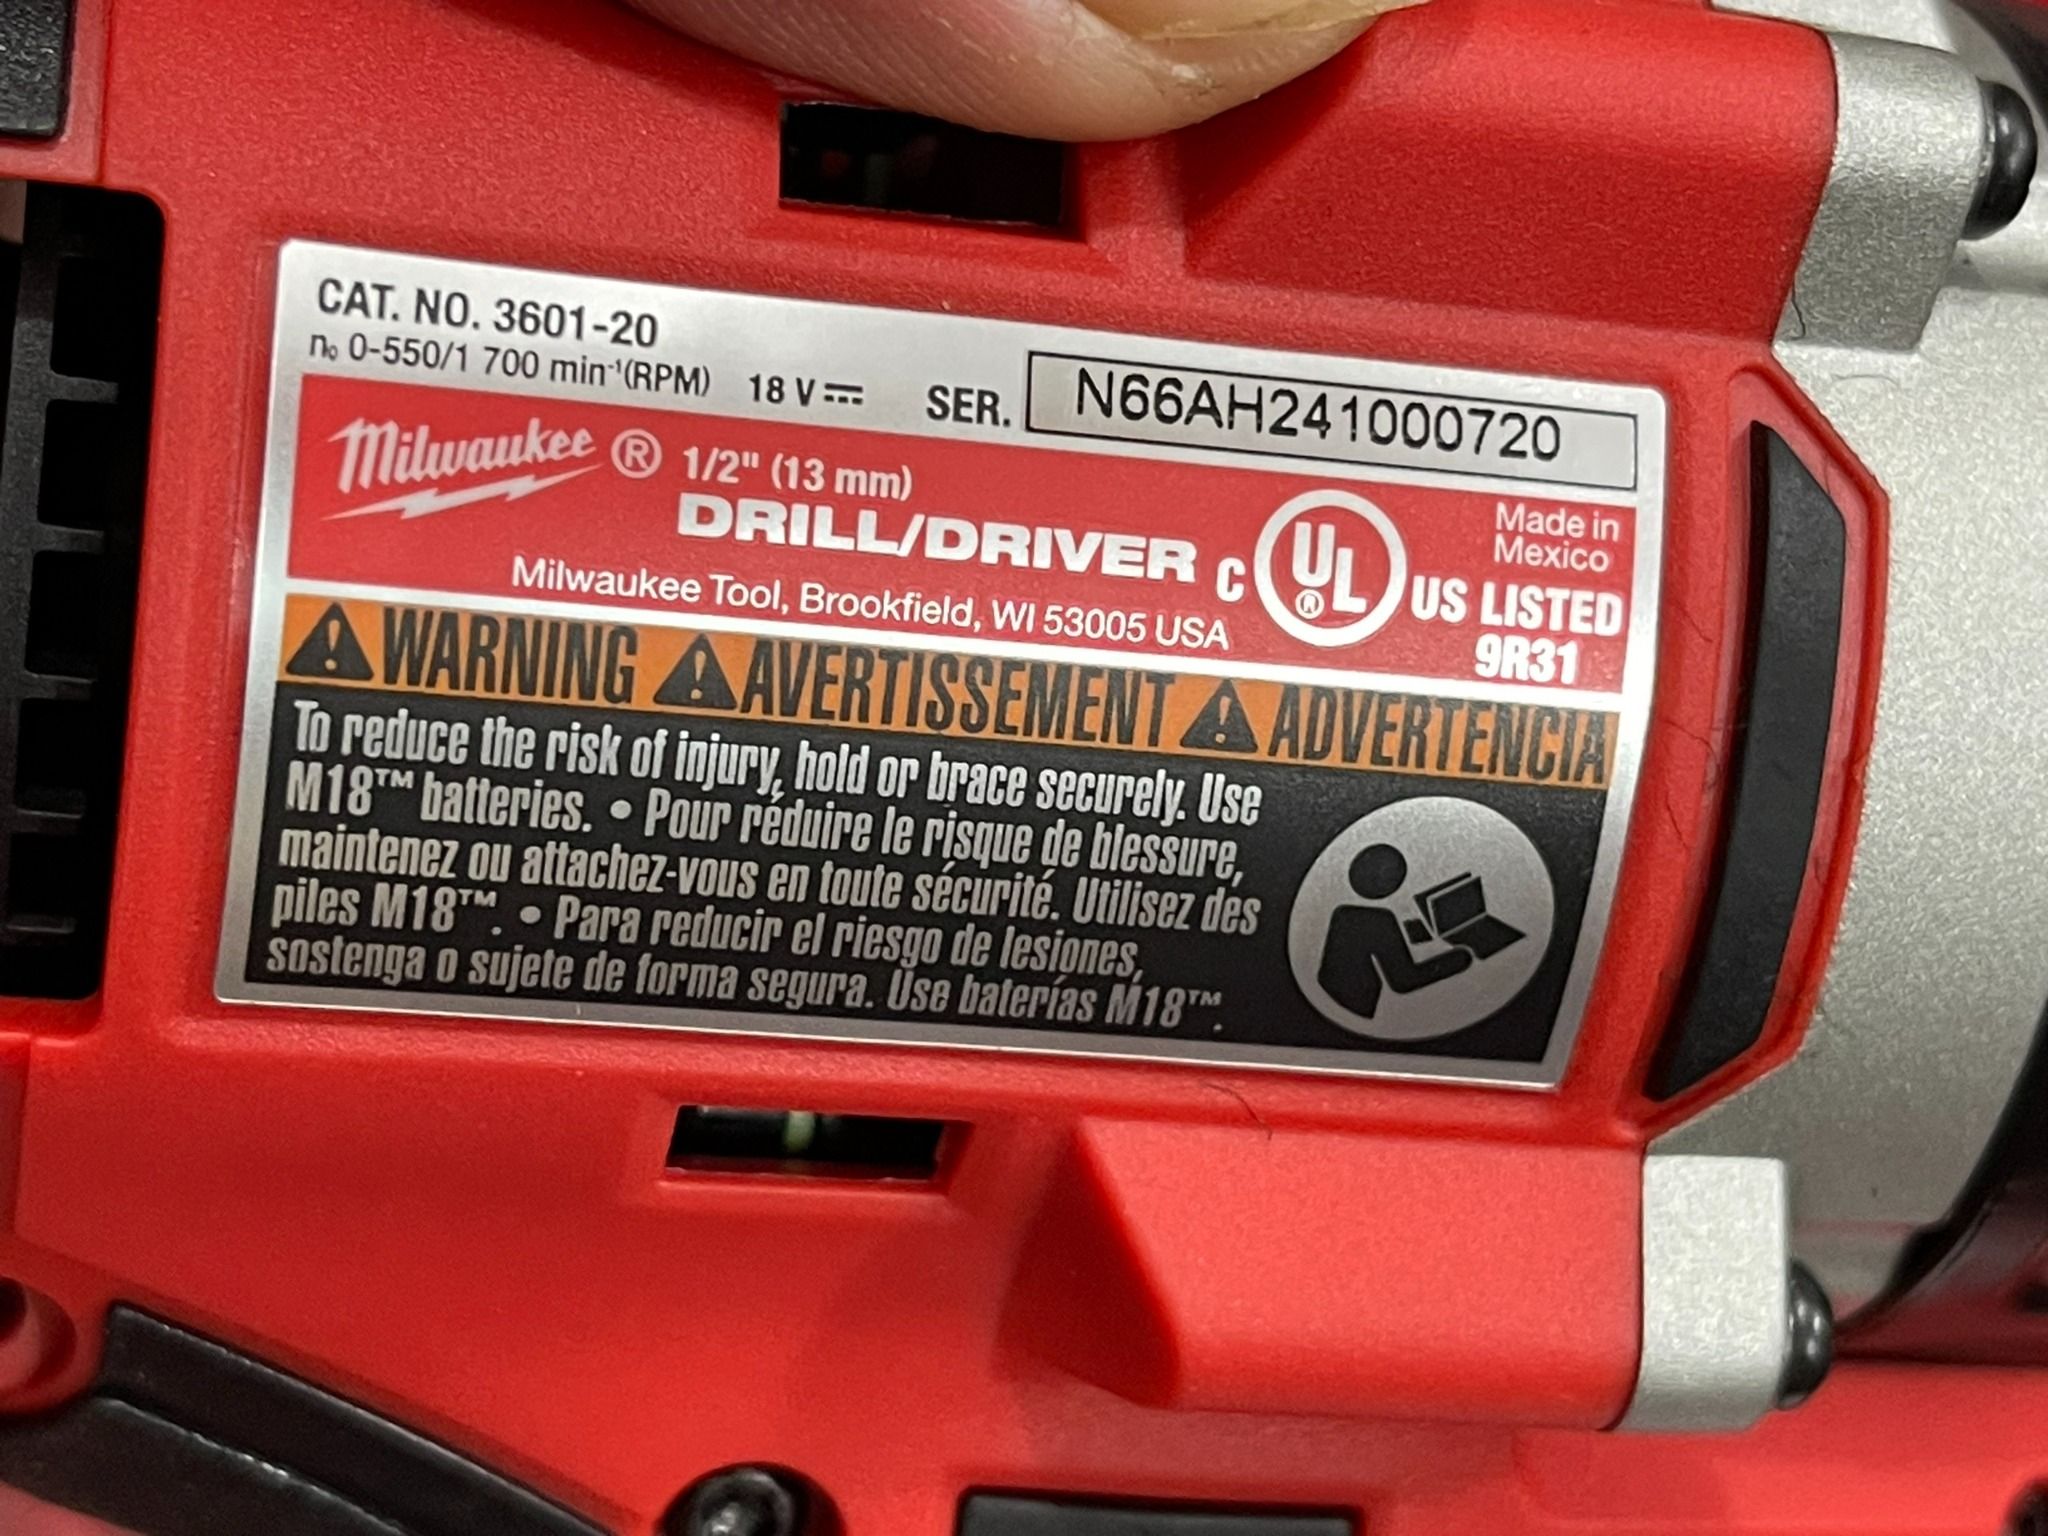 CAT. NO. 3601-20
n₀ 0-550/1 700 min⁻¹(RPM) 18 V⎓ SER. N66AH241000720
Milwaukee® 1/2" (13 mm)
DRILL/DRIVER
Milwaukee Tool, Brookfield, WI 53005 USA
C UL® US LISTED
9R31
Made in
Mexico
⚠WARNING ⚠AVERTISSEMENT ⚠ADVERTENCIA
To reduce the risk of injury, hold or brace securely. Use
M18™ batteries. • Pour réduire le risque de blessure,
maintenez ou attachez-vous en toute sécurité. Utilisez des
piles M18™. • Para reducir el riesgo de lesiones,
sostenga o sujete de forma segura. Use baterías M18™.